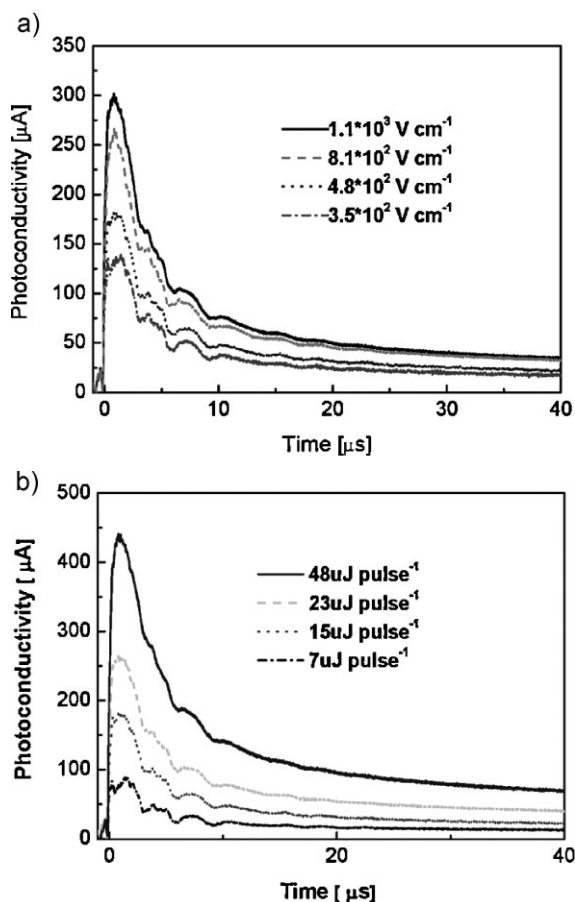 a)
350
300
250
200
150
100
50
0
Photoconductivity [µA]
1.1*10³ V cm⁻¹
8.1*10² V cm⁻¹
4.8*10² V cm⁻¹
3.5*10² V cm⁻¹
0 10 20 30 40
Time [µs]
b)
500
400
300
200
100
0
Photoconductivity [ µA]
48uJ pulse⁻¹
23uJ pulse⁻¹
15uJ pulse⁻¹
7uJ pulse⁻¹
0 20 40
Time [ µs]